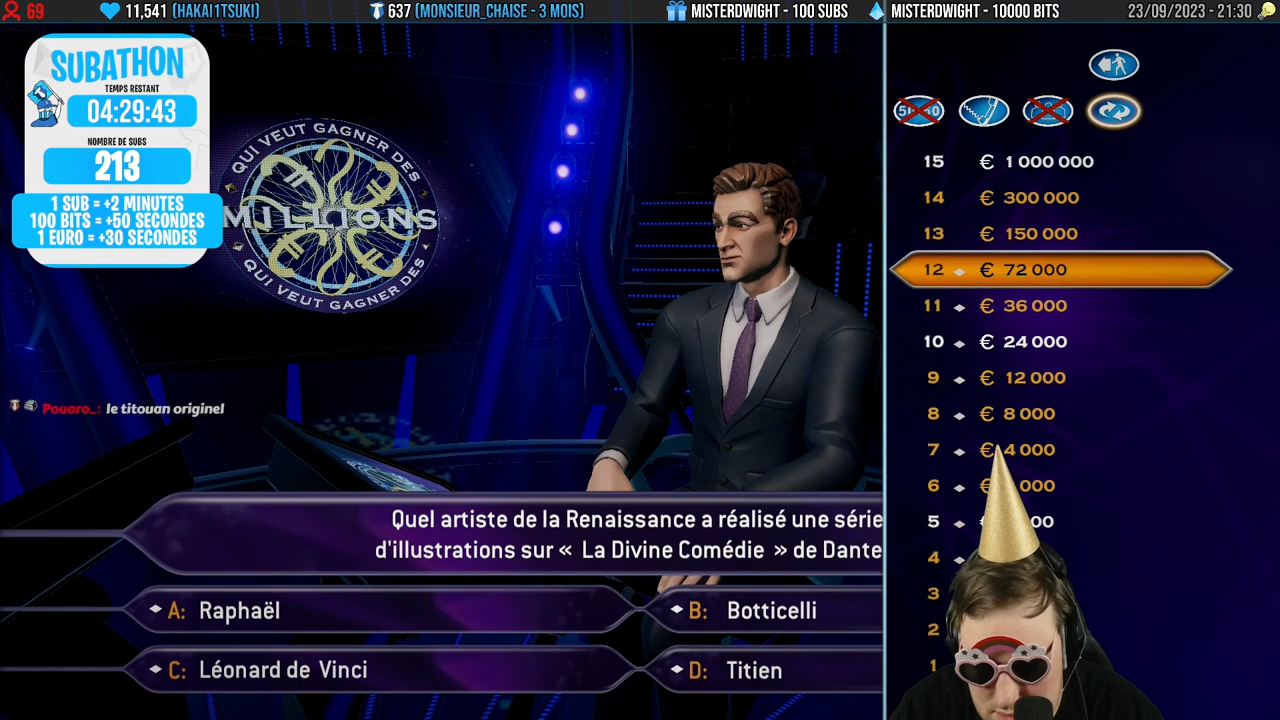 69
11,541 (HAKAI1TSUKI)
637 (MONSIEUR_CHAISE - 3 MOIS)
MISTERDWIGHT - 100 SUBS
MISTERDWIGHT - 10000 BITS
23/09/2023 - 21:30
SUBATHON
TEMPS RESTANT
04:29:43
NOMBRE DE SUBS
213
1 SUB = +2 MINUTES
100 BITS = +50 SECONDES
1 EURO = +30 SECONDES
QUI VEUT GAGNER DES
MILLIONS
QUI VEUT GAGNER DES
Pouaro_: le titouan originel
15 € 1 000 000
14 € 300 000
13 € 150 000
12 € 72 000
11 € 36 000
10 € 24 000
9 € 12 000
8 € 8 000
7 € 4 000
6 € 000
5 00
4
3
2
1
Quel artiste de la Renaissance a réalisé une série
d'illustrations sur « La Divine Comédie » de Dante
A: Raphaël
B: Botticelli
C: Léonard de Vinci
D: Titien